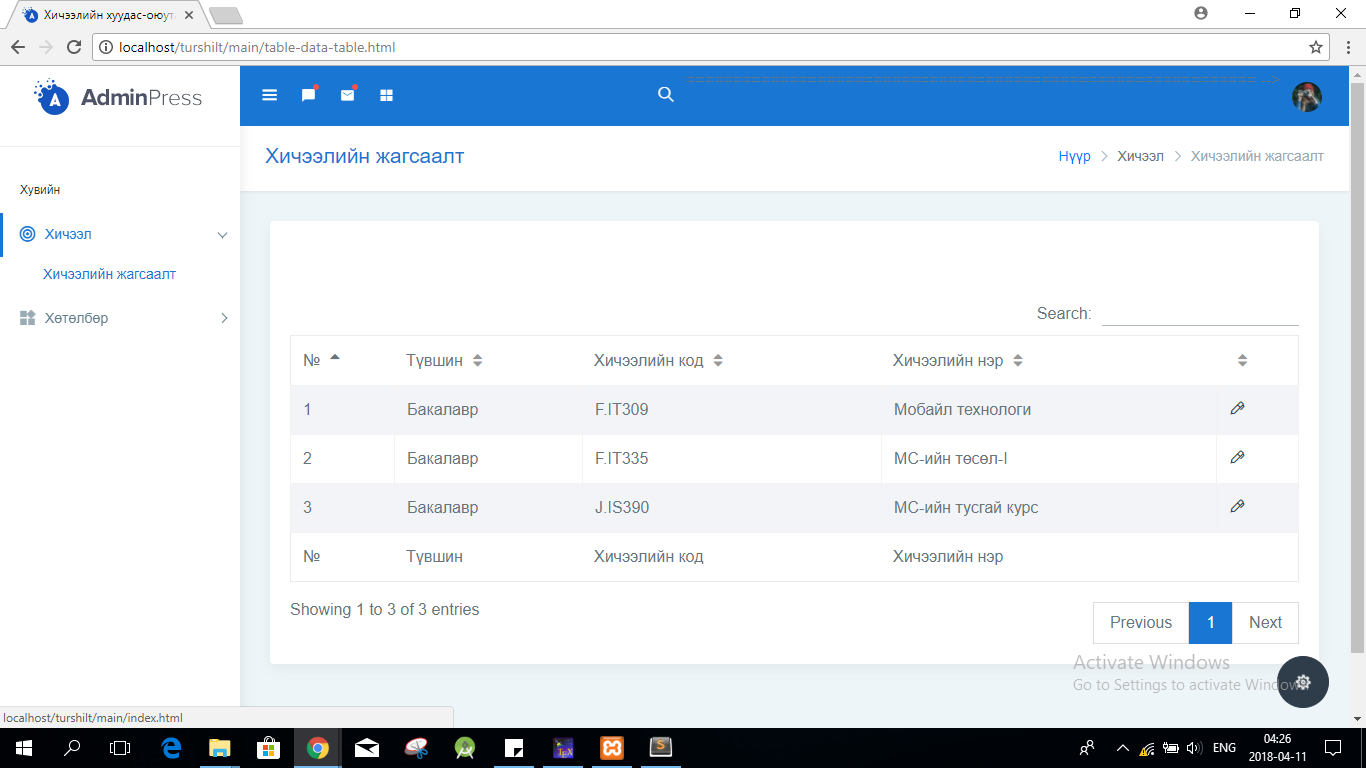 Хичээлийн хуудас-оюут
localhost/turshilt/main/table-data-table.html
AdminPress
-->
Хичээлийн жагсаалт
Нүүр > Хичээл > Хичээлийн жагсаалт
Хувийн
Хичээл
Хичээлийн жагсаалт
Хөтөлбөр
Search:
№ Түвшин Хичээлийн код Хичээлийн нэр
1 Бакалавр F.IT309 Мобайл технологи
2 Бакалавр F.IT335 МС-ийн төсөл-I
3 Бакалавр J.IS390 МС-ийн тусгай курс
№ Түвшин Хичээлийн код Хичээлийн нэр
Showing 1 to 3 of 3 entries
Previous 1 Next
Activate Windows
Go to Settings to activate Windows.
localhost/turshilt/main/index.html
ENG
04:26
2018-04-11